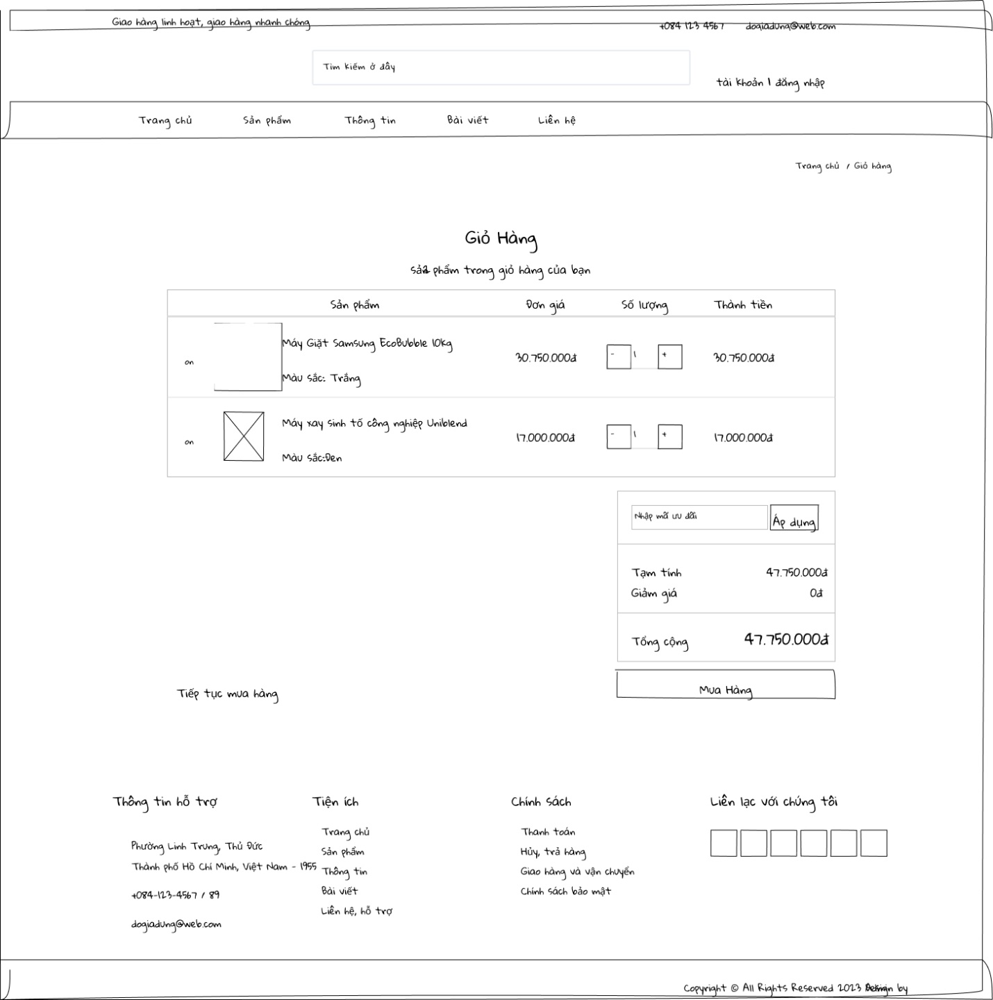 Giao hàng linh hoạt, giao hàng nhanh chóng
+084 123 4567 dogiadung@web.com
Tìm kiếm ở đây
tài khoản | đăng nhập
Trang chủ Sản phẩm Thông tin Bài viết Liên hệ
Trang chủ / Giỏ hàng
Giỏ Hàng
phẩm trong giỏ hàng của bạn
Sản phẩm Đơn giá Số lượng Thành tiền
Máy Giặt Samsung EcoBubble 10kg
on 30.750.000đ - 1 + 30.750.000đ
Màu sắc: Trắng
Máy xay sinh tố công nghiệp Uniblend
on 17.000.000đ - 1 + 17.000.000đ
Màu sắc:Đen
Nhập mã ưu đãi Áp dụng
Tạm tính 47.750.000đ
Giảm giá 0đ
Tổng cộng 47.750.000đ
Tiếp tục mua hàng Mua Hàng
Thông tin hỗ trợ
Phường Linh Trung, Thủ Đức
Thành phố Hồ Chí Minh, Việt Nam - 1955
+084-123-4567 / 89
dogiadung@web.com
Tiện ích
Trang chủ
Sản phẩm
Thông tin
Bài viết
Liên hệ, hỗ trợ
Chính sách
Thanh toán
Hủy, trả hàng
Giao hàng và vận chuyển
Chính sách bảo mật
Liên lạc với chúng tôi
Copyright © All Rights Reserved 2023 by